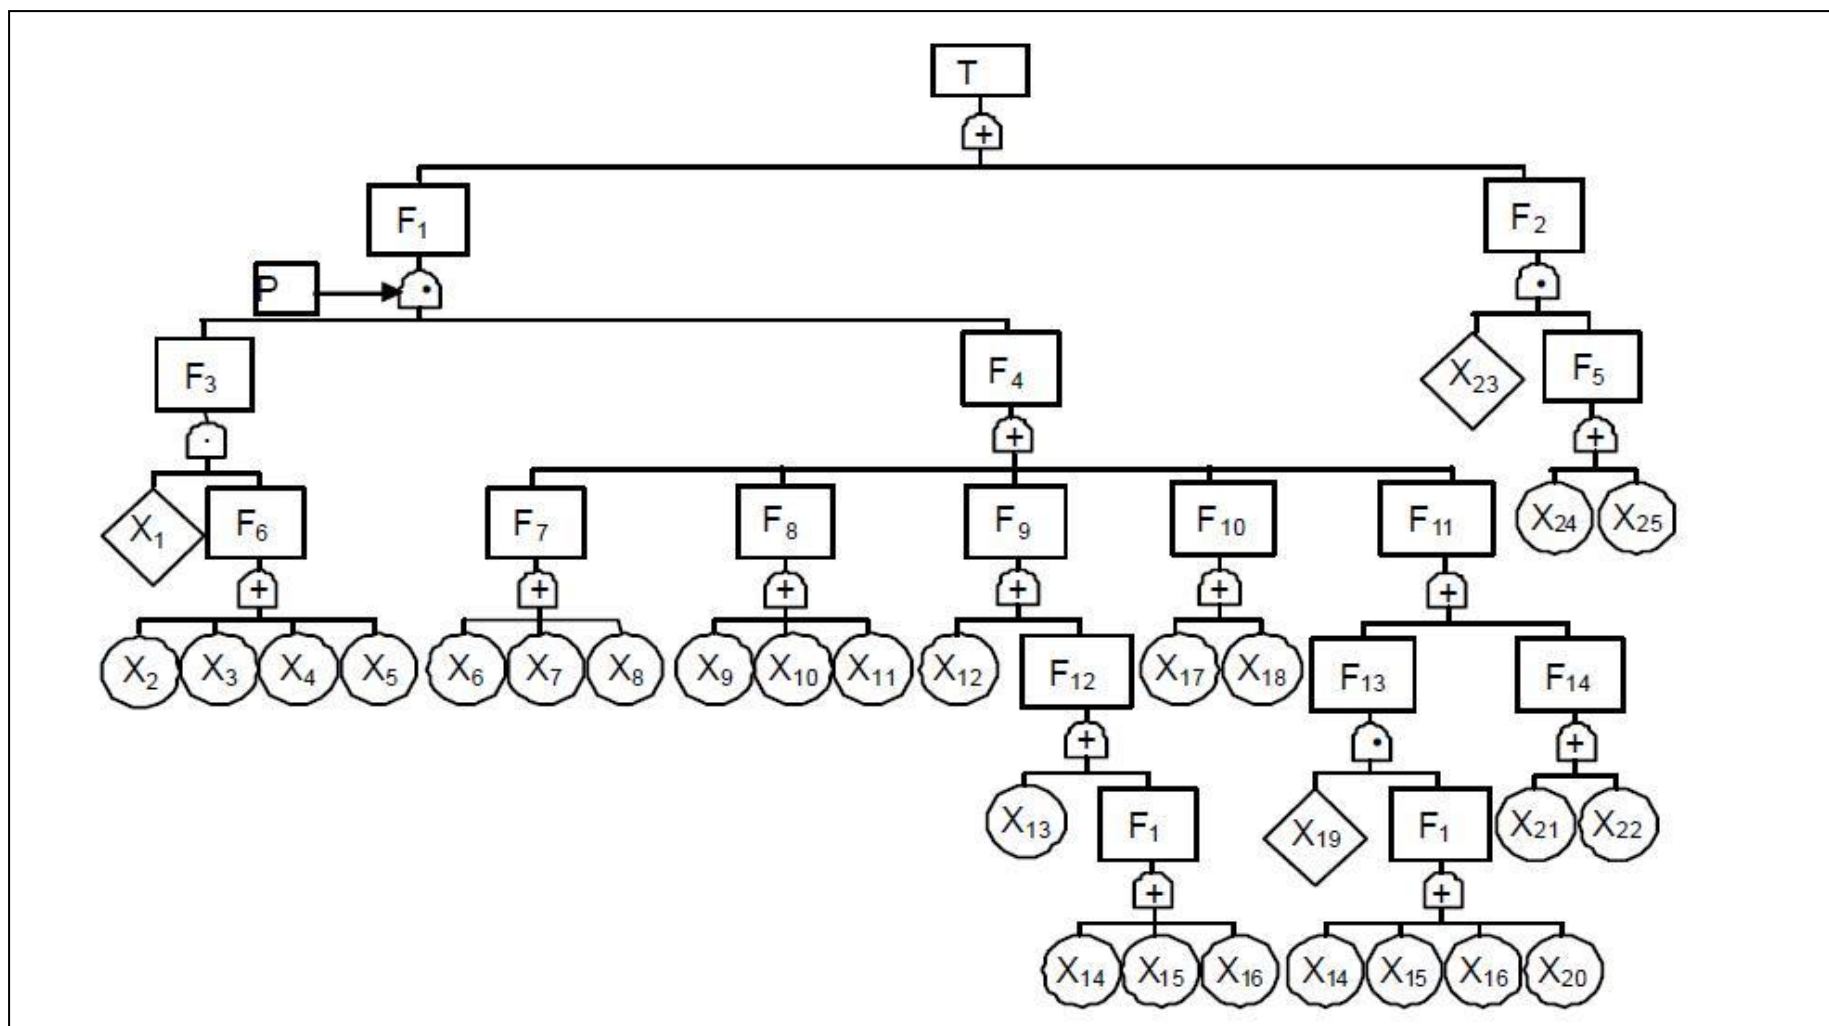 T
+
F₁ F₂
P
F₃ F₄ X₂₃ F₅
+ +
X₁ F₆ F₇ F₈ F₉ F₁₀ F₁₁ X₂₄ X₂₅
+ + + + + +
X₂ X₃ X₄ X₅ X₆ X₇ X₈ X₉ X₁₀ X₁₁ X₁₂ F₁₂ X₁₇ X₁₈ F₁₃ F₁₄
+ +
X₁₃ F₁ X₁₉ F₁ X₂₁ X₂₂
+ +
X₁₄ X₁₅ X₁₆ X₁₄ X₁₅ X₁₆ X₂₀